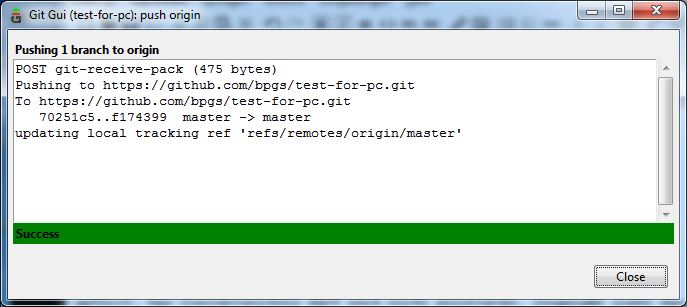 Git Gui (test-for-pc): push origin
Pushing 1 branch to origin
POST git-receive-pack (475 bytes)
Pushing to https://github.com/bpgs/test-for-pc.git
To https://github.com/bpgs/test-for-pc.git
   70251c5..f174399  master -> master
updating local tracking ref 'refs/remotes/origin/master'
Success
Close